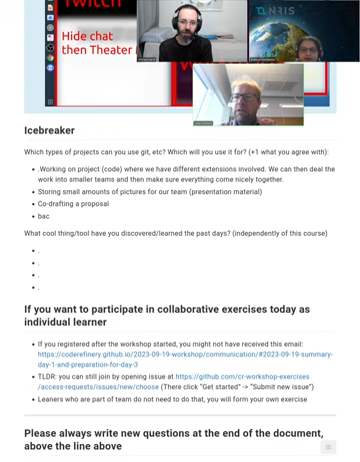 Twitch
Hide chat
then Theater
NRIS
Icebreaker
Which types of projects can you use git, etc? Which will you use it for? (+1 what you agree with):
.Working on project (code) where we have different extensions involved. We can then deal
work into smaller teams and then make sure everything come nicely together.
Storing small amounts of pictures for our team (presentation material)
Co-drafting a proposal
bac
What cool thing/tool have you discovered/learned the past days? (independently of this course)
.
.
.
.
If you want to participate in collaborative exercises today as
individual learner
If you registered after the workshop started, you might not have received this email:
https://coderefinery.github.io/2023-09-19-workshop/communication/#2023-09-19-summary-
day-1-and-preparation-for-day-3
TLDR: you can still join by opening issue at https://github.com/cr-workshop-exercises
/access-requests/issues/new/choose (There click "Get started" -> "Submit new issue")
Leaners who are part of team do not need to do that, you will form your own exercise
Please always write new questions at the end of the document,
above the line above